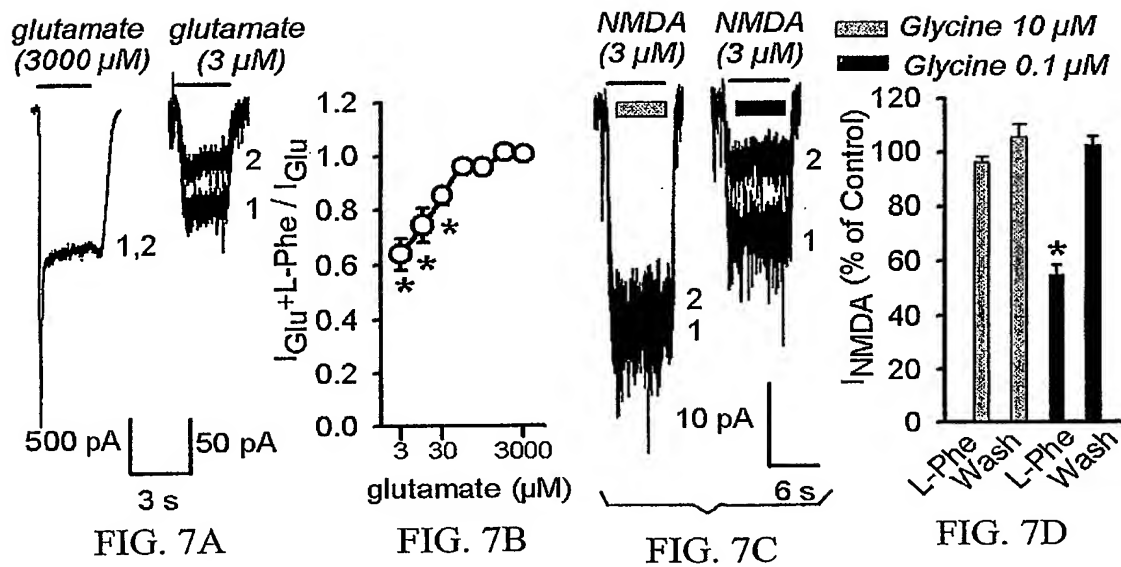 glutamate
(3000 µM)
glutamate
(3 µM)
2
1
1,2
500 pA
50 pA
3 s
FIG. 7A
1.2
1.0
0.8
0.6
0.4
0.2
0.0
IGlu+L-Phe / IGlu
*
*
*
3
30
3000
glutamate (µM)
FIG. 7B
NMDA
(3 µM)
NMDA
(3 µM)
2
1
2
1
10 pA
6 s
FIG. 7C
Glycine 10 µM
Glycine 0.1 µM
120
100
80
60
40
20
0
INMDA (% of Control)
*
L-Phe
Wash
L-Phe
Wash
FIG. 7D